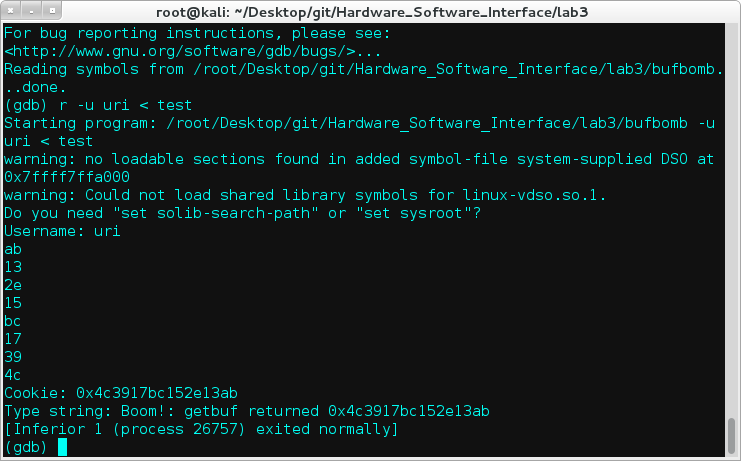 root@kali: ~/Desktop/git/Hardware_Software_Interface/lab3
For bug reporting instructions, please see:
<http://www.gnu.org/software/gdb/bugs/>...
Reading symbols from /root/Desktop/git/Hardware_Software_Interface/lab3/bufbomb.
..done.
(gdb) r -u uri < test
Starting program: /root/Desktop/git/Hardware_Software_Interface/lab3/bufbomb -u
uri < test
warning: no loadable sections found in added symbol-file system-supplied DSO at
0x7ffff7ffa000
warning: Could not load shared library symbols for linux-vdso.so.1.
Do you need "set solib-search-path" or "set sysroot"?
Username: uri
ab
13
2e
15
bc
17
39
4c
Cookie: 0x4c3917bc152e13ab
Type string: Boom!: getbuf returned 0x4c3917bc152e13ab
[Inferior 1 (process 26757) exited normally]
(gdb)